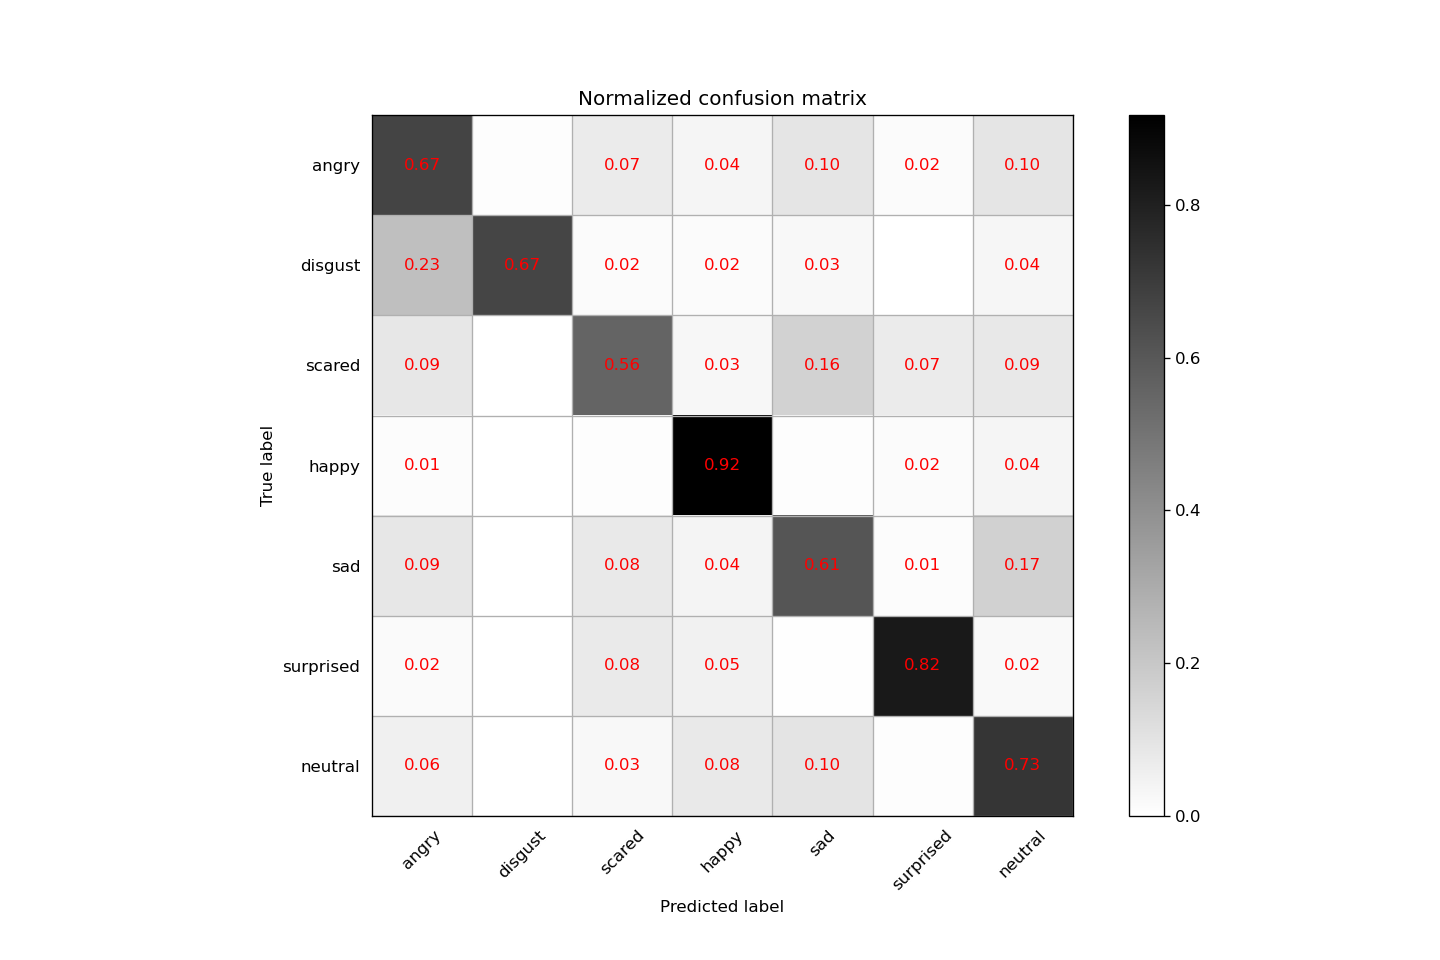 Normalized confusion matrix
angry 0.67 0.07 0.04 0.10 0.02 0.10
disgust 0.23 0.67 0.02 0.02 0.03 0.04
scared 0.09 0.56 0.03 0.16 0.07 0.09
happy 0.01 0.92 0.02 0.04
sad 0.09 0.08 0.04 0.61 0.01 0.17
surprised 0.02 0.08 0.05 0.82 0.02
neutral 0.06 0.03 0.08 0.10 0.73
True label
angry disgust scared happy sad surprised neutral
Predicted label
0.8
0.6
0.4
0.2
0.0